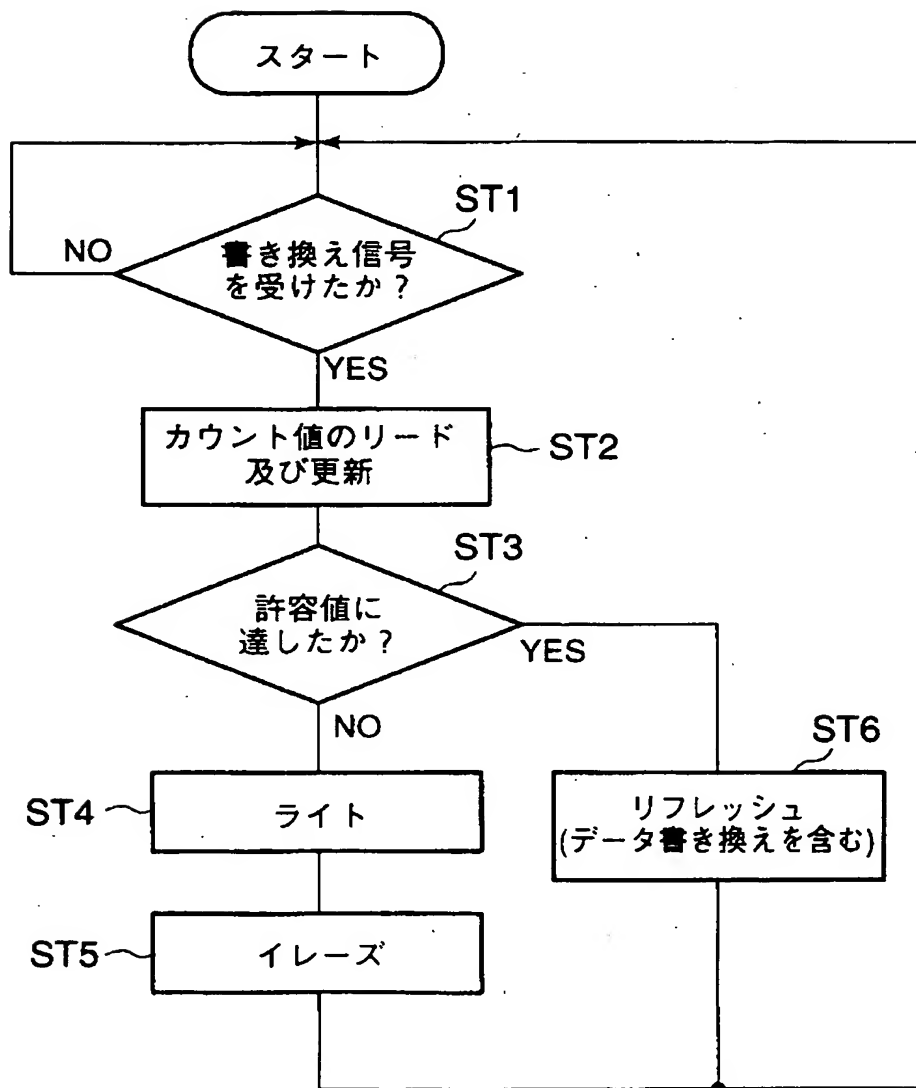 スタート
ST1
NO
書き換え信号
を受けたか？
YES
カウント値のリード
及び更新
ST2
ST3
許容値に
達したか？
YES
NO
ST6
ST4
ライト
リフレッシュ
(データ書き換えを含む)
ST5
イレーズ